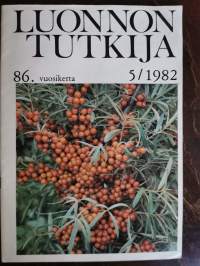 LUONNON
TUTKIJA
86. vuosikerta 5/1982